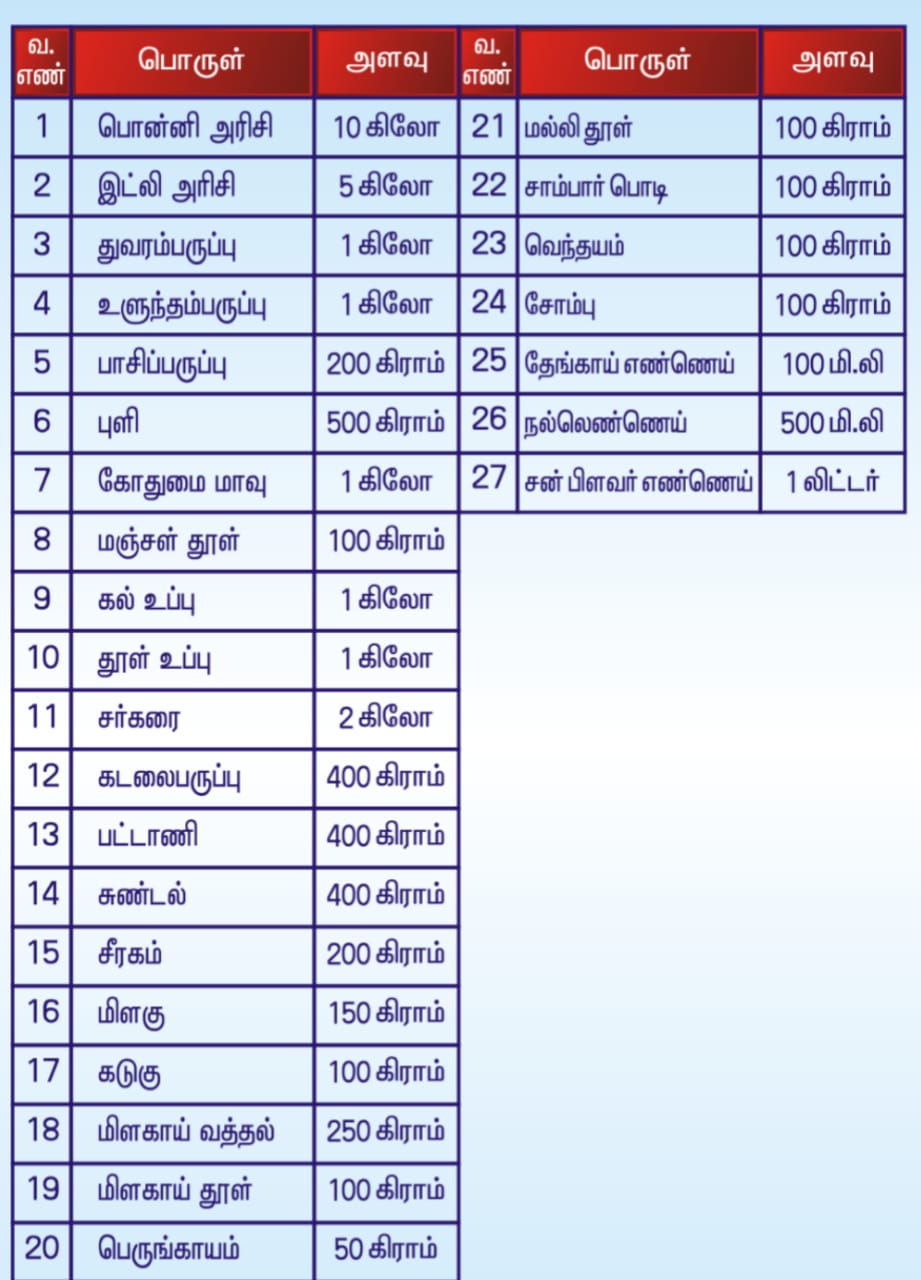 வ. எண் பொருள் அளவு
1 பொன்னி அரிசி 10 கிலோ
2 இட்லி அரிசி 5 கிலோ
3 துவரம்பருப்பு 1 கிலோ
4 உளுந்தம்பருப்பு 1 கிலோ
5 பாசிப்பருப்பு 200 கிராம்
6 புளி 500 கிராம்
7 கோதுமை மாவு 1 கிலோ
8 மஞ்சள் தூள் 100 கிராம்
9 கல் உப்பு 1 கிலோ
10 தூள் உப்பு 1 கிலோ
11 சர்கரை 2 கிலோ
12 கடலைபருப்பு 400 கிராம்
13 பட்டாணி 400 கிராம்
14 சுண்டல் 400 கிராம்
15 சீரகம் 200 கிராம்
16 மிளகு 150 கிராம்
17 கடுகு 100 கிராம்
18 மிளகாய் வத்தல் 250 கிராம்
19 மிளகாய் தூள் 100 கிராம்
20 பெருங்காயம் 50 கிராம்
வ. எண் பொருள் அளவு
21 மல்லி தூள் 100 கிராம்
22 சாம்பார் பொடி 100 கிராம்
23 வெந்தயம் 100 கிராம்
24 சோம்பு 100 கிராம்
25 தேங்காய் எண்ணெய் 100 மி.லி
26 நல்லெண்ணெய் 500 மி.லி
27 சன் பிளவர் எண்ணெய் 1 லிட்டர்